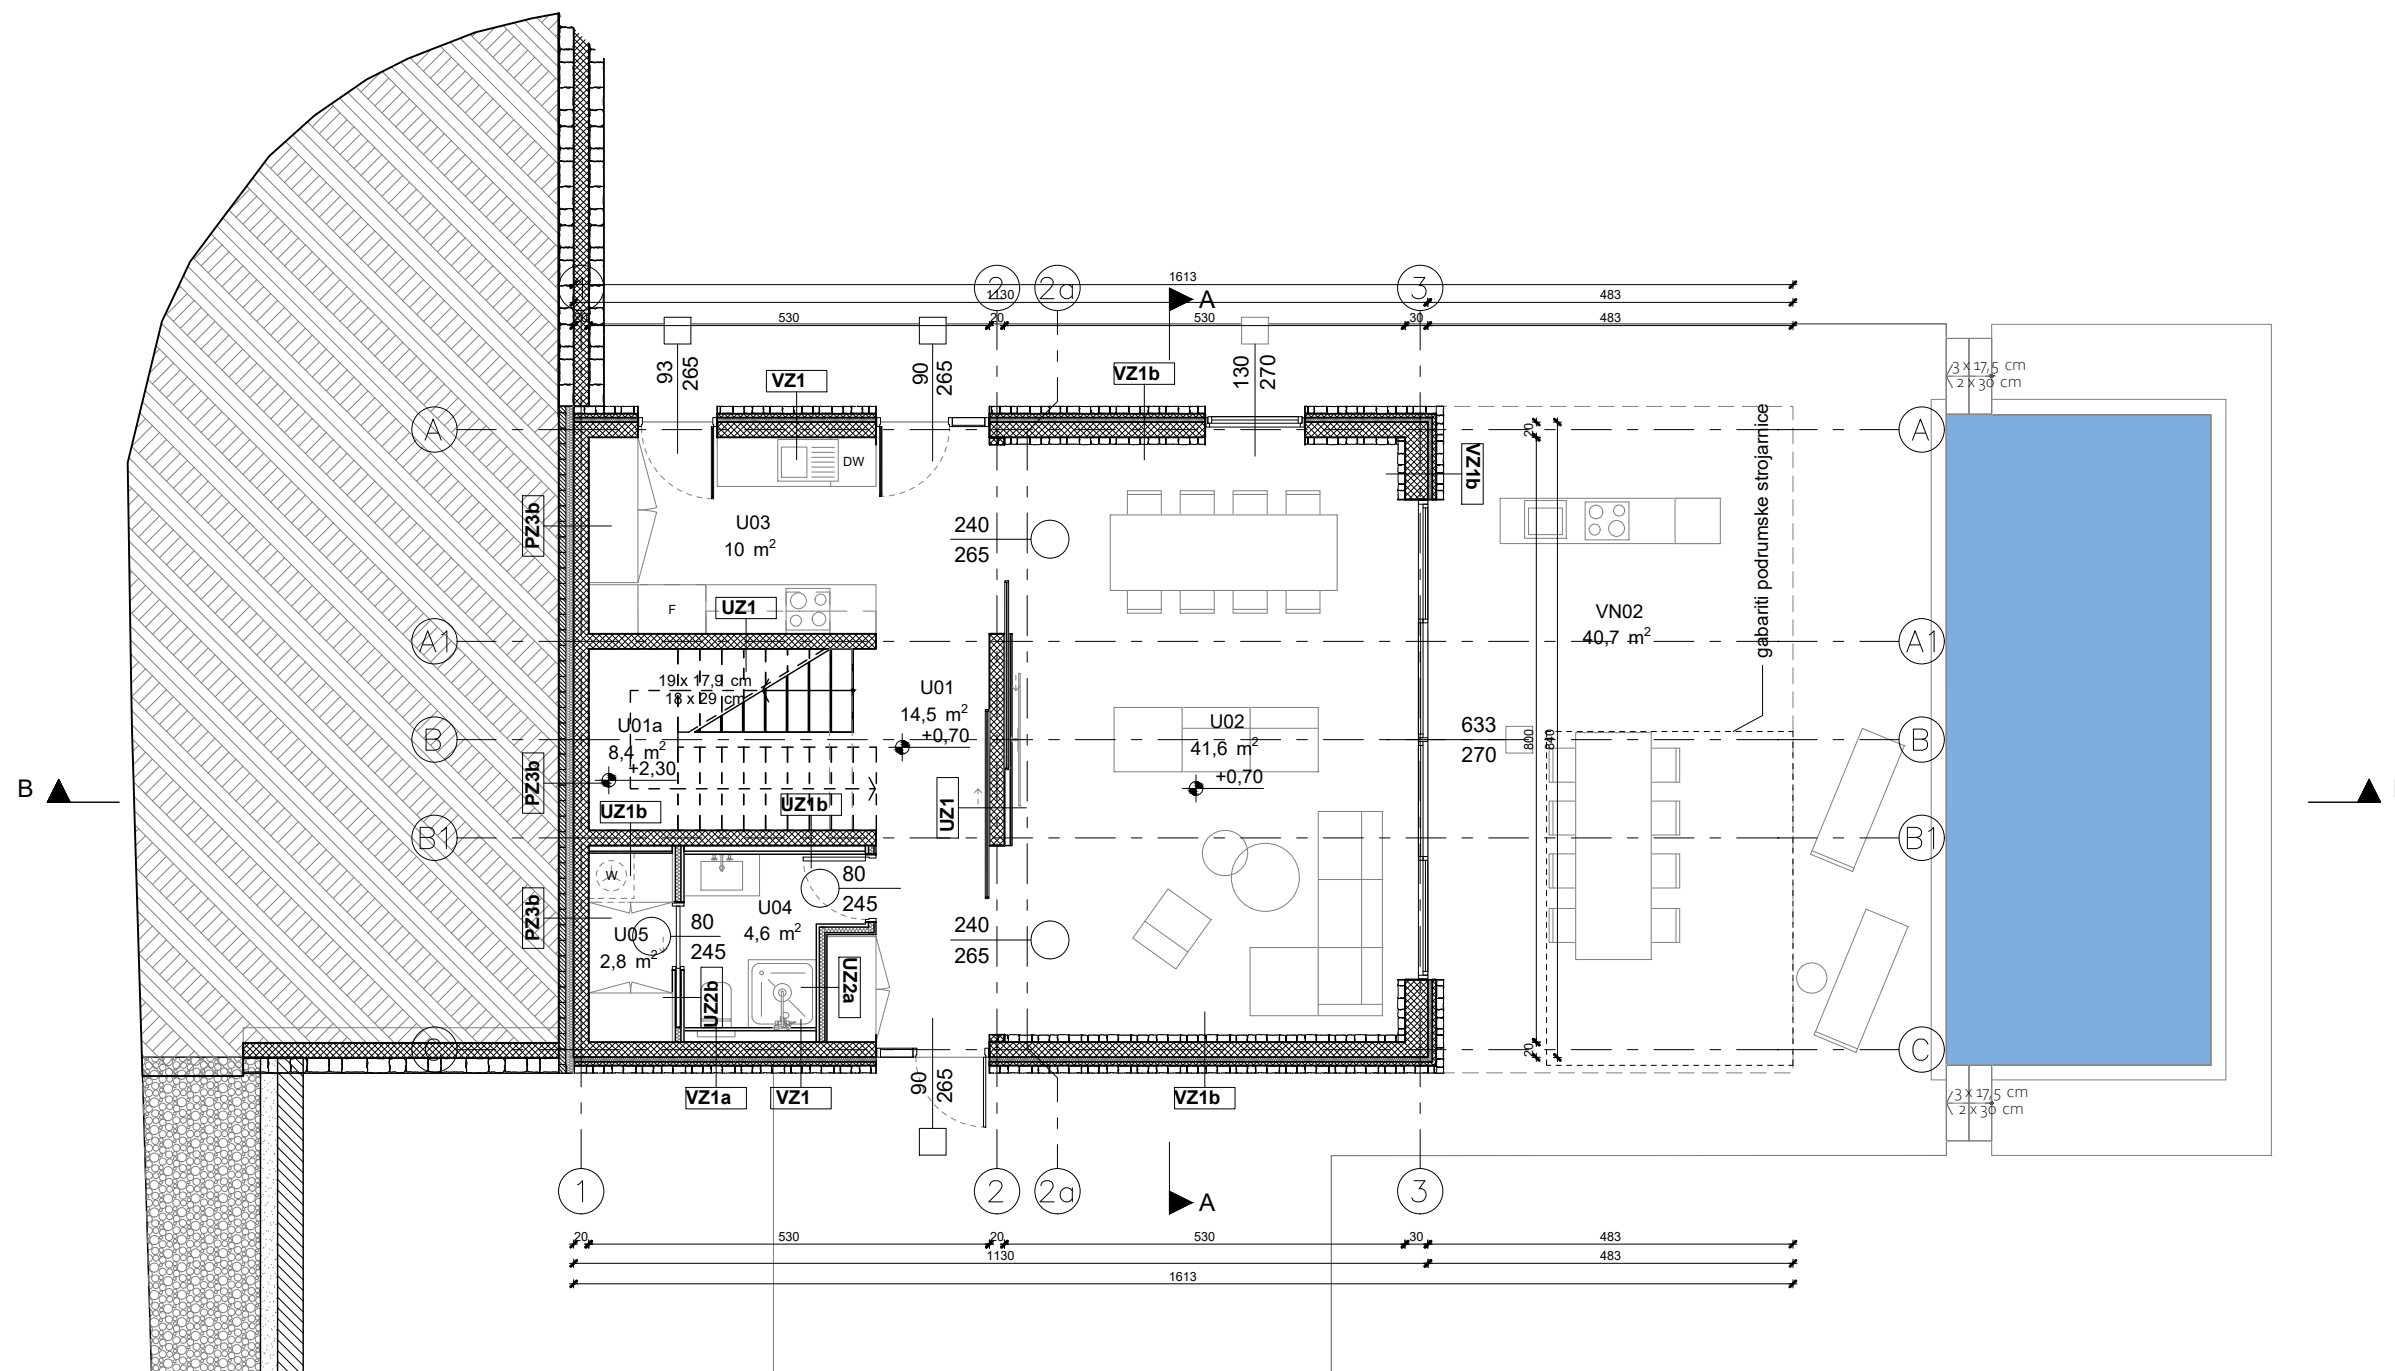 1613
1130
483
20
530
20
530
30
483
2
2a
3
A
93
265
90
265
130
270
VZ1
VZ1b
3 x 17,5 cm
2 x 30 cm
A
A
20
VZ1b
DW
PZ3b
U03
10 m²
240
265
gabariti podrumske strojarnice
F
UZ1
VN02
40,7 m²
A1
A1
19 x 17,9 cm
18 x 29 cm
U01
14,5 m²
+0,70
U01a
8,4 m²
+2,30
U02
41,6 m²
+0,70
633
270
800
840
B
B
B
PZ3b
UZ1b
UZ1b
UZ1
B1
B1
W
80
245
PZ3b
U05
2,8 m²
80
245
U04
4,6 m²
240
265
UZ2b
UZ2a
20
C
C
VZ1a
VZ1
90
265
VZ1b
3 x 17,5 cm
2 x 30 cm
1
2
2a
3
A
20
530
20
530
30
483
1130
483
1613